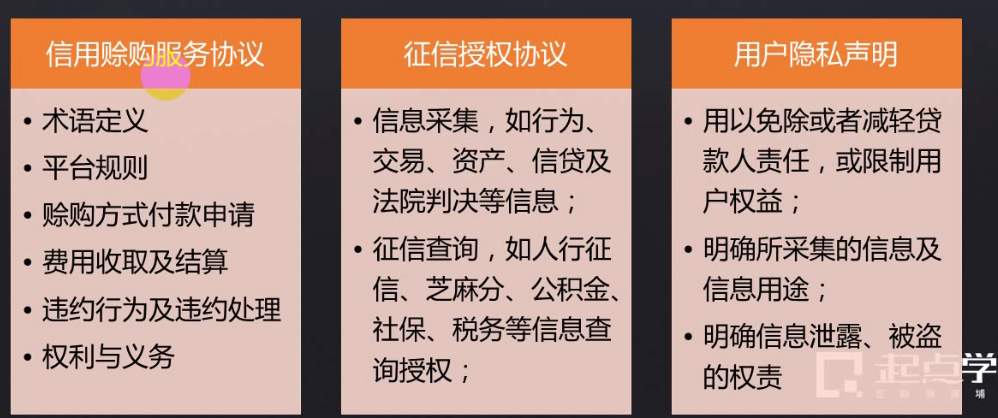 信用赊购服务协议
• 术语定义
• 平台规则
• 赊购方式付款申请
• 费用收取及结算
• 违约行为及违约处理
• 权利与义务
征信授权协议
• 信息采集，如行为、
交易、资产、信贷及
法院判决等信息；
• 征信查询，如人行征
信、芝麻分、公积金、
社保、税务等信息查
询授权；
用户隐私声明
• 用以免除或者减轻贷
款人责任，或限制用
户权益；
• 明确所采集的信息及
信息用途；
• 明确信息泄露、被盗
的权责
起点学